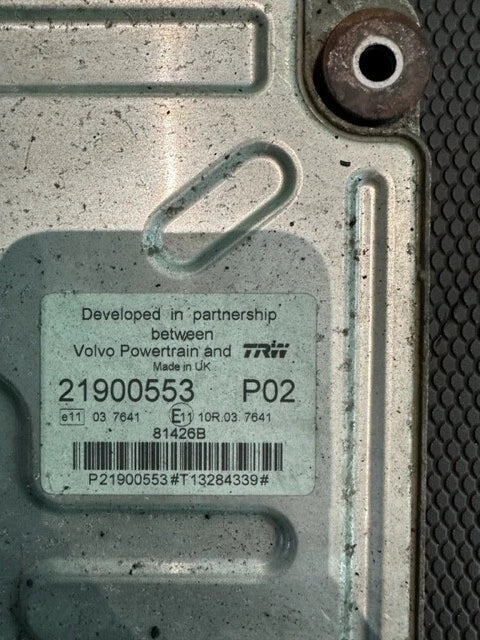 Developed in partnership
between
Volvo Powertrain and TRW
Made in UK
21900553 P02
e11 03 7641 E11 10R.03 7641
81426B
P21900553#T13284339#